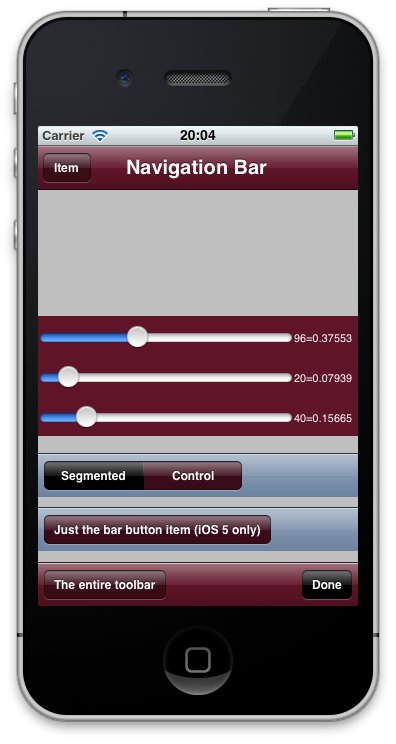 Carrier 20:04
Item Navigation Bar
96=0.37553
20=0.07939
40=0.15665
Segmented Control
Just the bar button item (iOS 5 only)
The entire toolbar Done